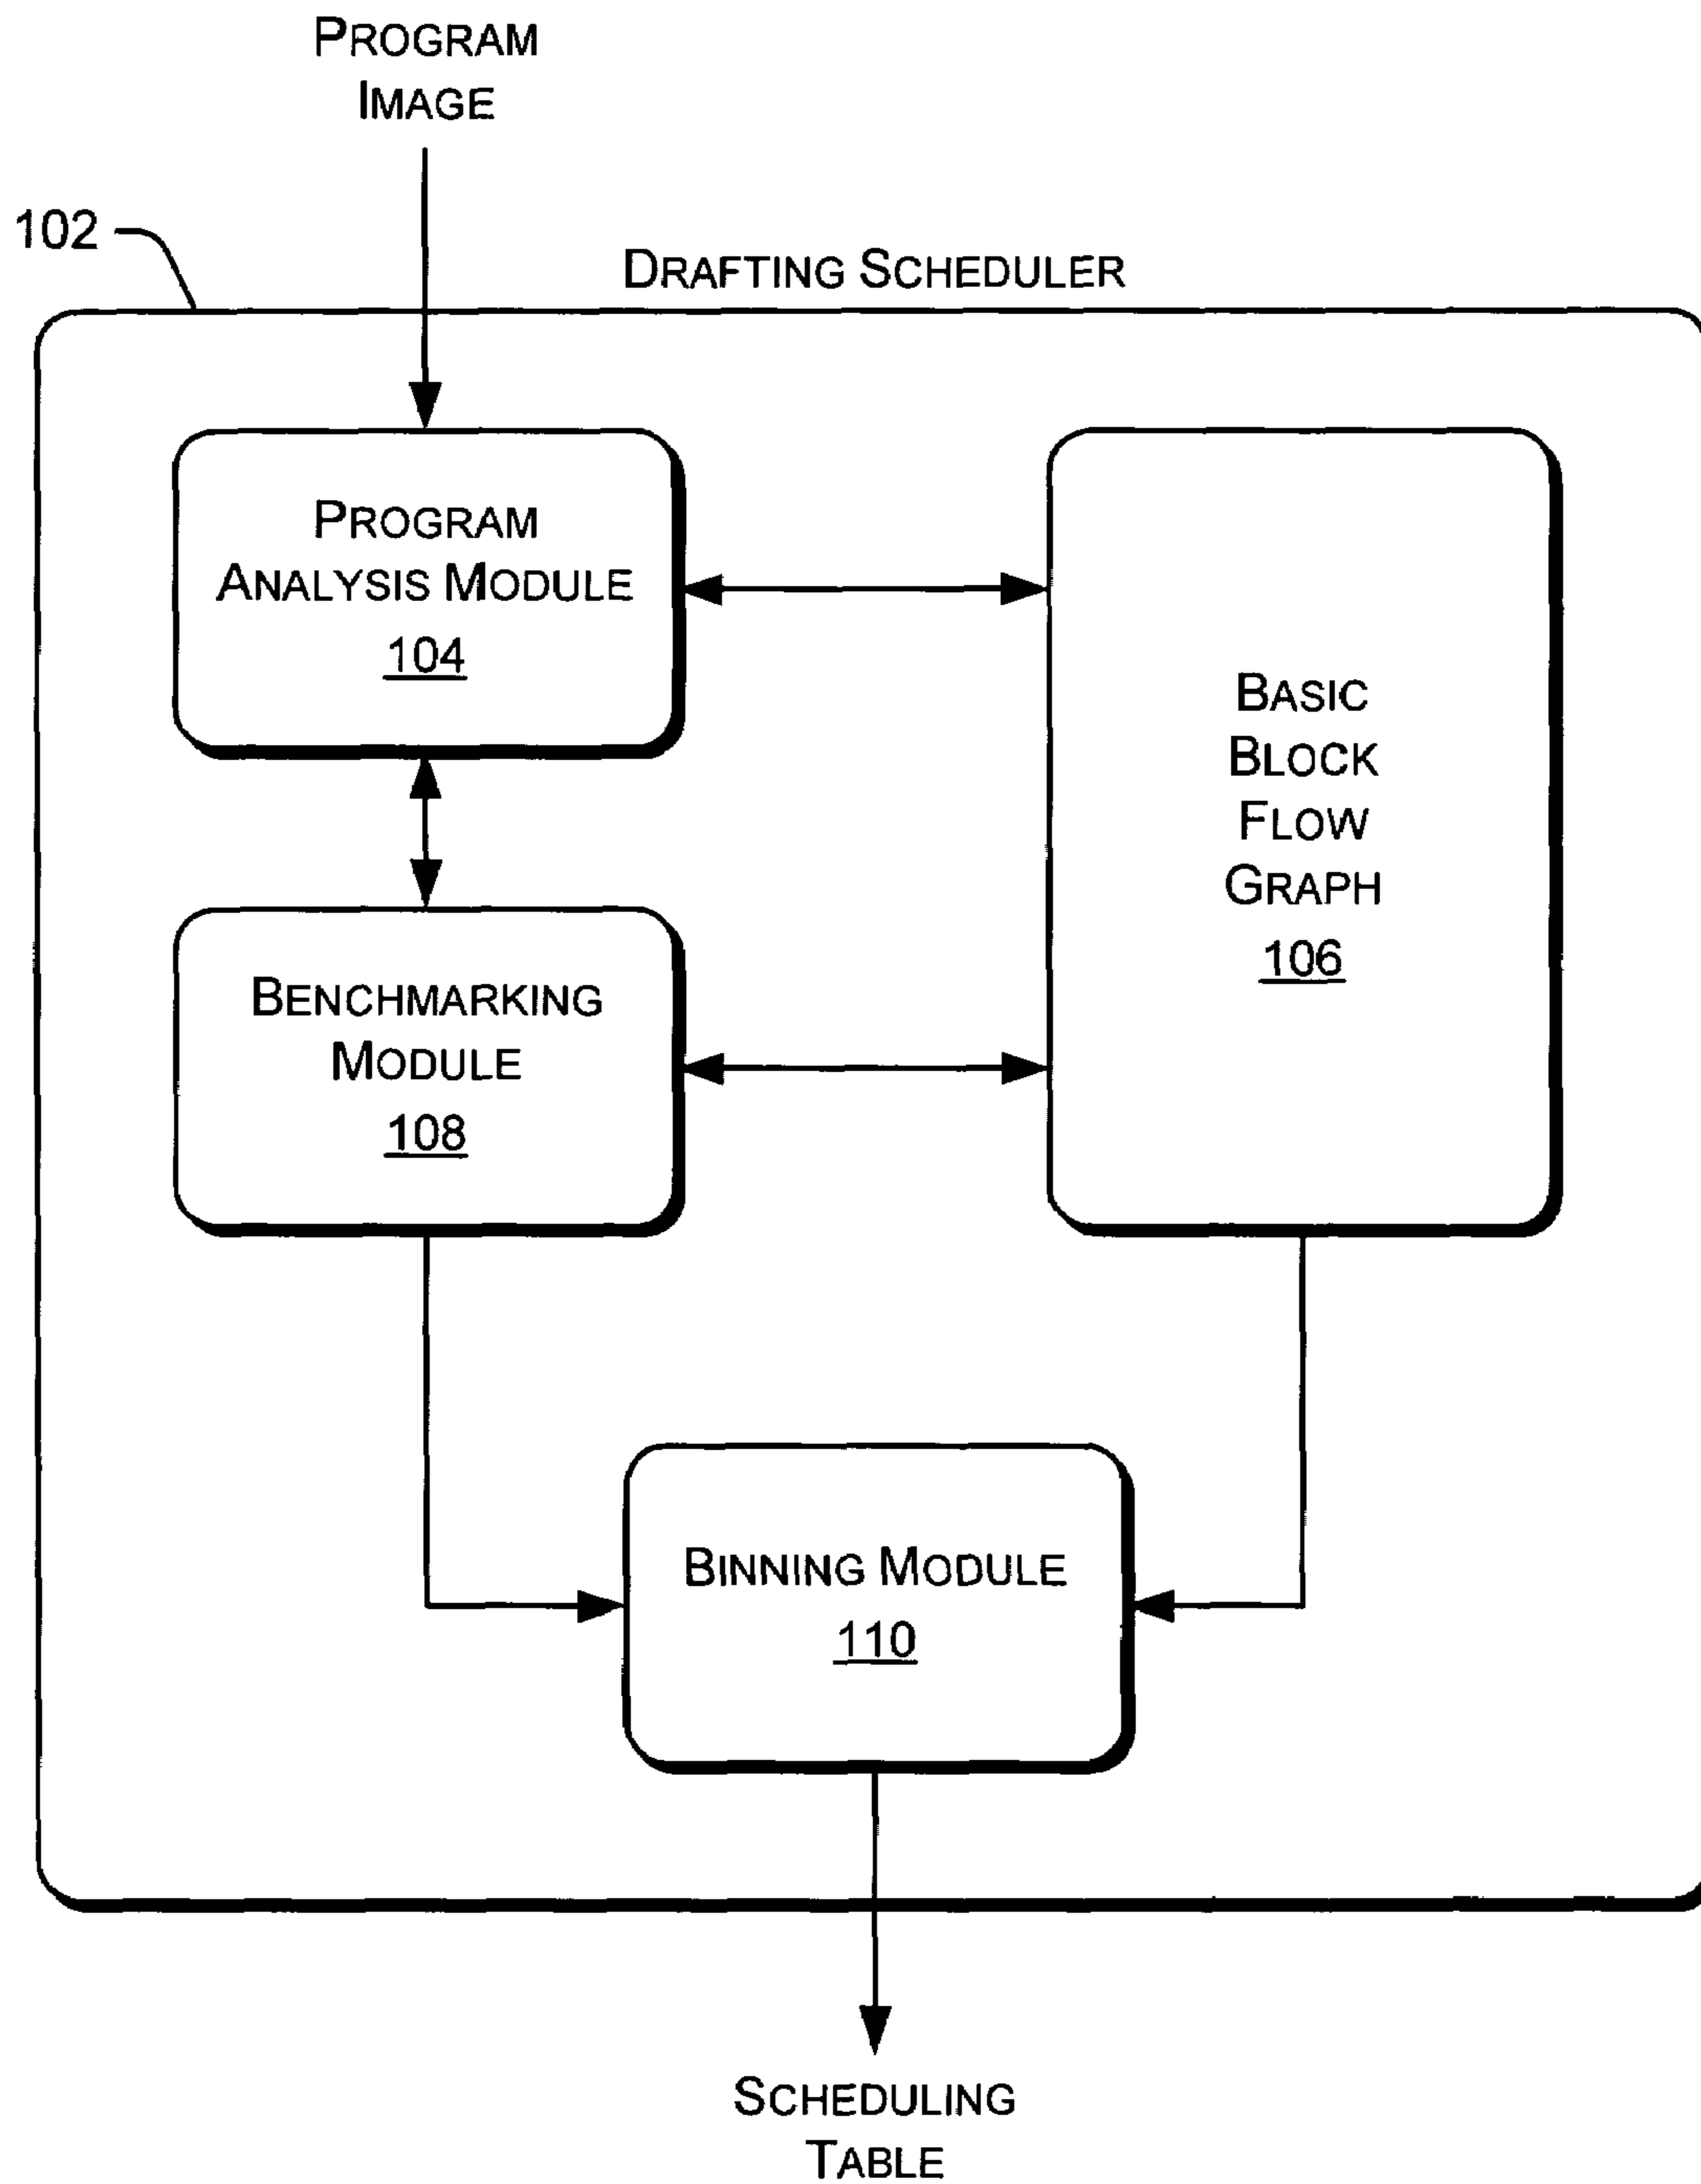 PROGRAM
IMAGE
102
DRAFTING SCHEDULER
PROGRAM
ANALYSIS MODULE
104
BASIC
BLOCK
FLOW
GRAPH
106
BENCHMARKING
MODULE
108
BINNING MODULE
110
SCHEDULING
TABLE